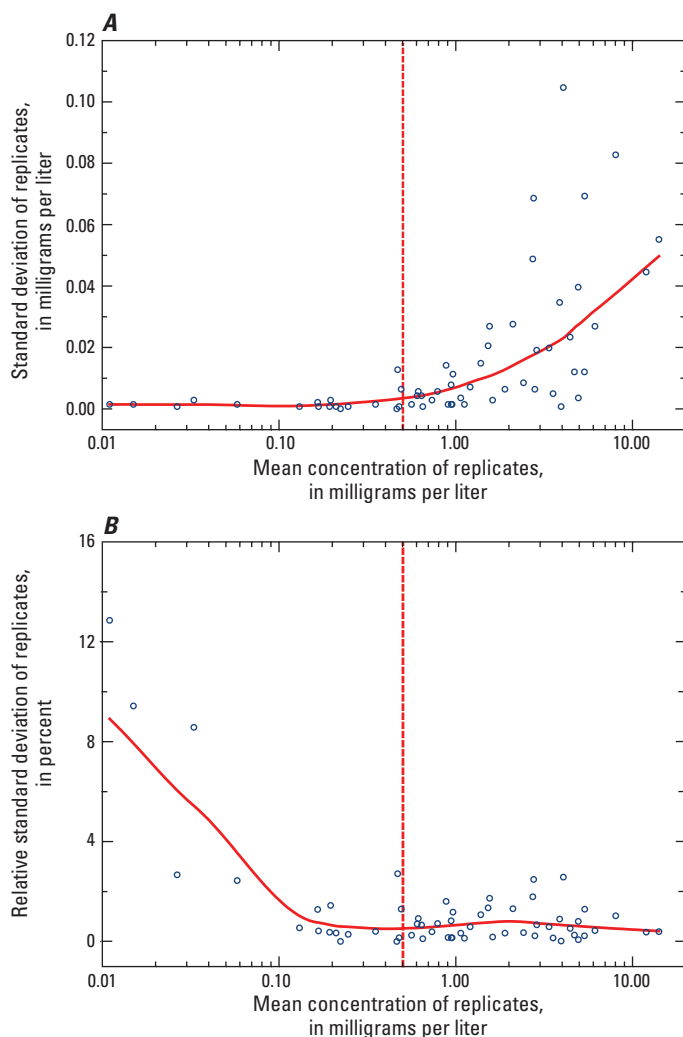 A
0.12
0.10
0.08
0.06
0.04
0.02
0.00
Standard deviation of replicates,
in milligrams per liter
0.01 0.10 1.00 10.00
Mean concentration of replicates,
in milligrams per liter
B
16
12
8
4
0
Relative standard deviation of replicates,
in percent
0.01 0.10 1.00 10.00
Mean concentration of replicates,
in milligrams per liter